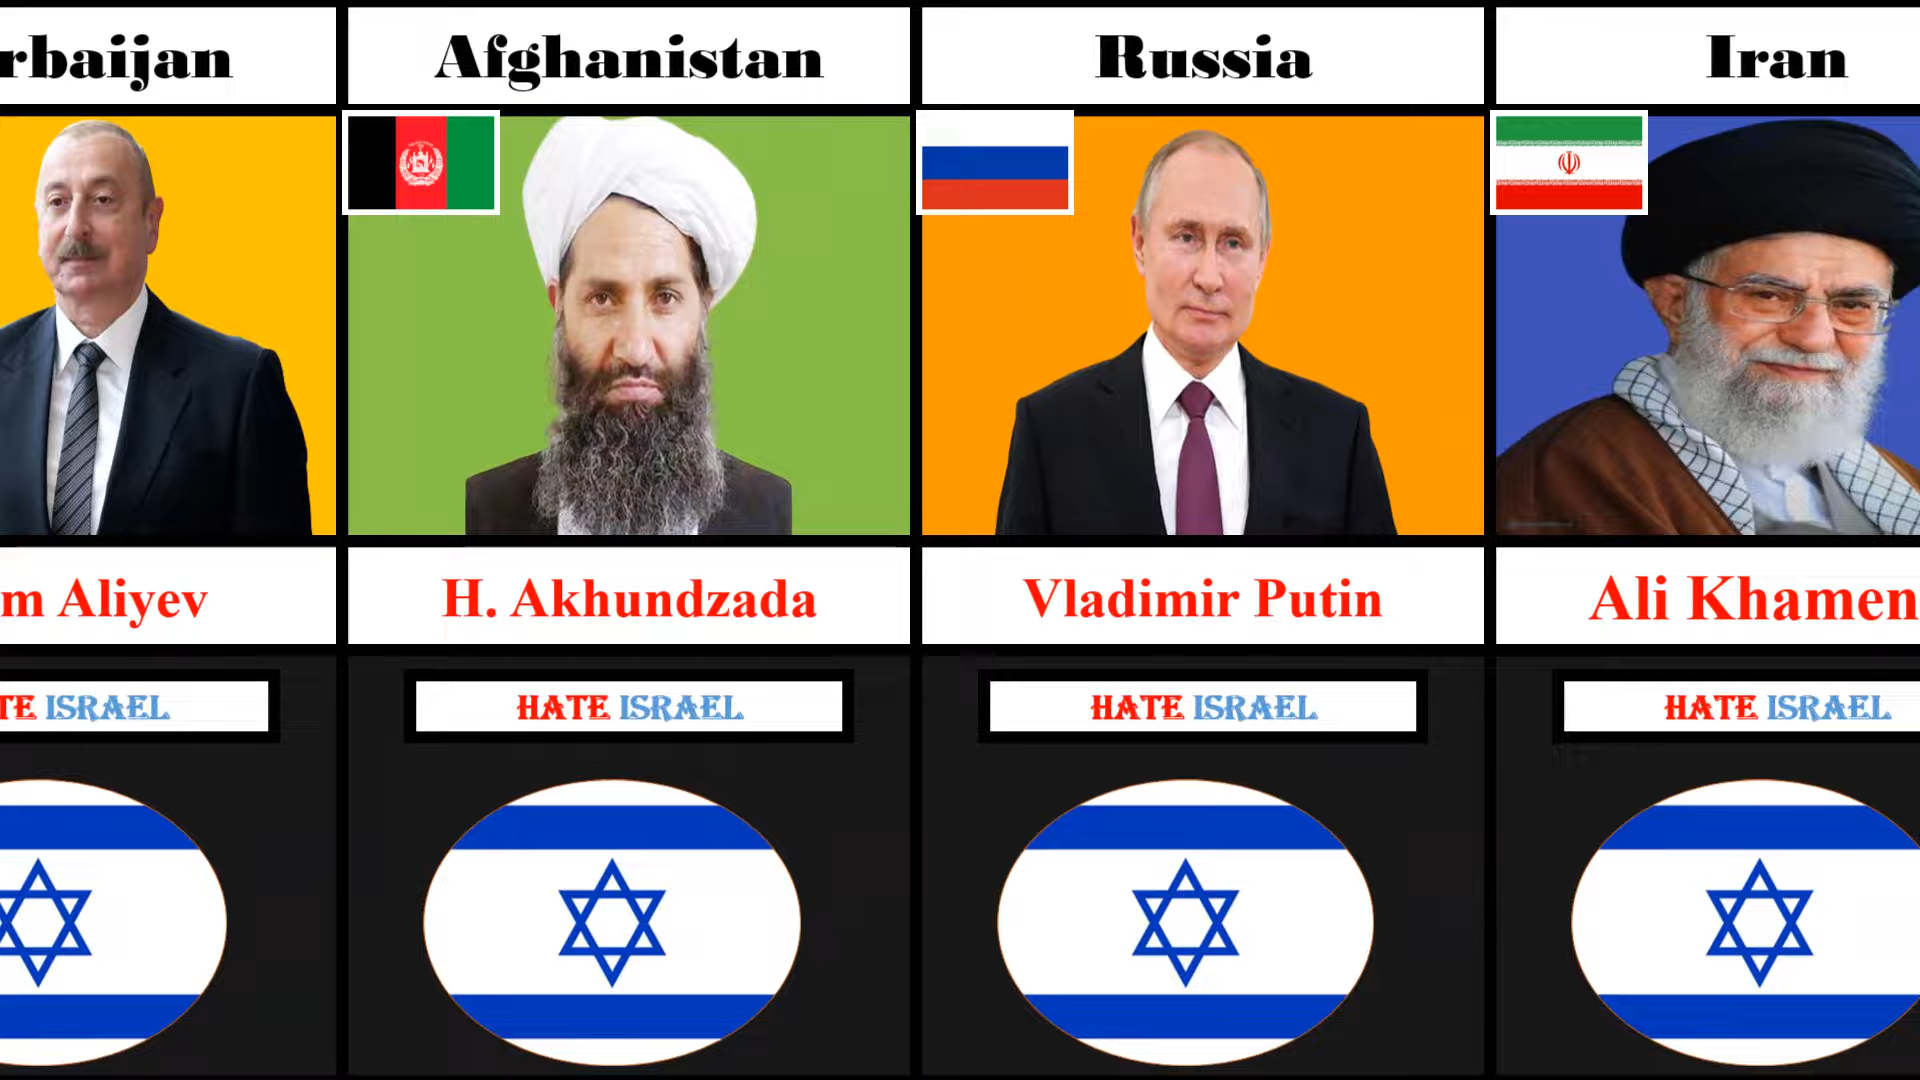 rbaijan
Afghanistan
Russia
Iran
m Aliyev
H. Akhundzada
Vladimir Putin
Ali Khamen
TE ISRAEL
HATE ISRAEL
HATE ISRAEL
HATE ISRAEL